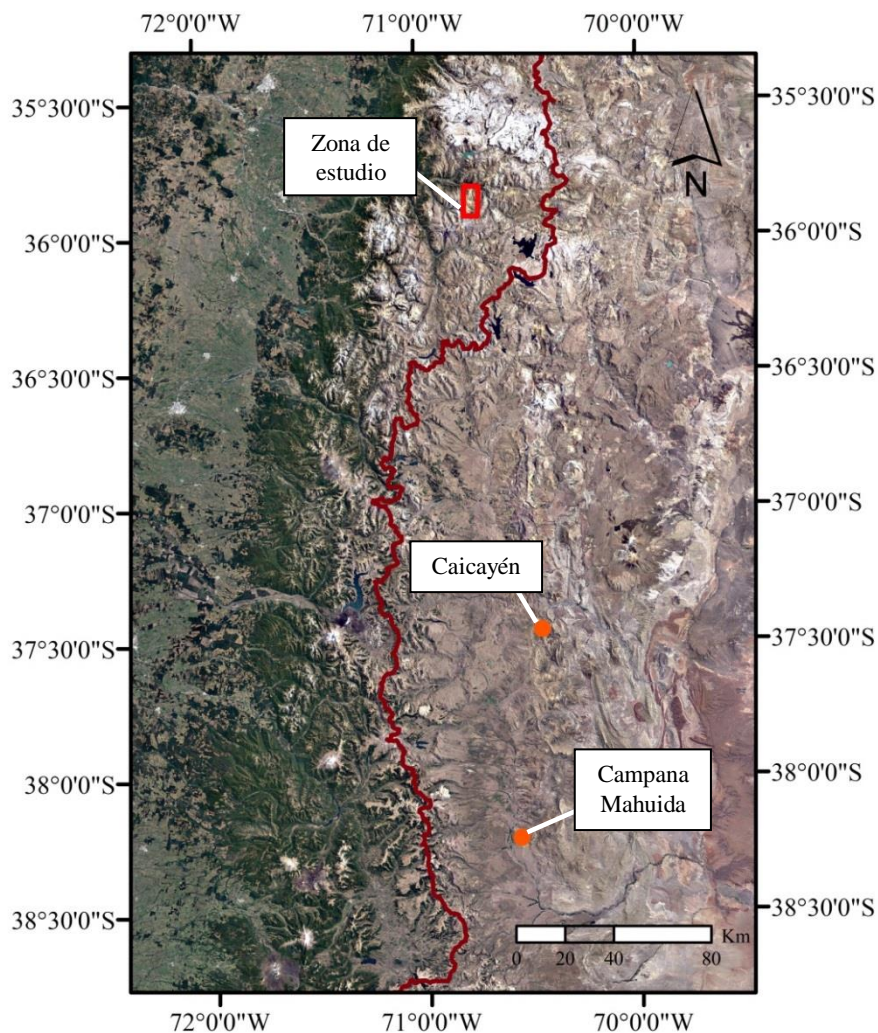 72°0'0"W 71°0'0"W 70°0'0"W
35°30'0"S 35°30'0"S
Zona de
estudio
N
36°0'0"S 36°0'0"S
36°30'0"S 36°30'0"S
37°0'0"S 37°0'0"S
Caicayén
37°30'0"S 37°30'0"S
38°0'0"S 38°0'0"S
Campana
Mahuida
38°30'0"S 38°30'0"S
Km
0 20 40 80
72°0'0"W 71°0'0"W 70°0'0"W